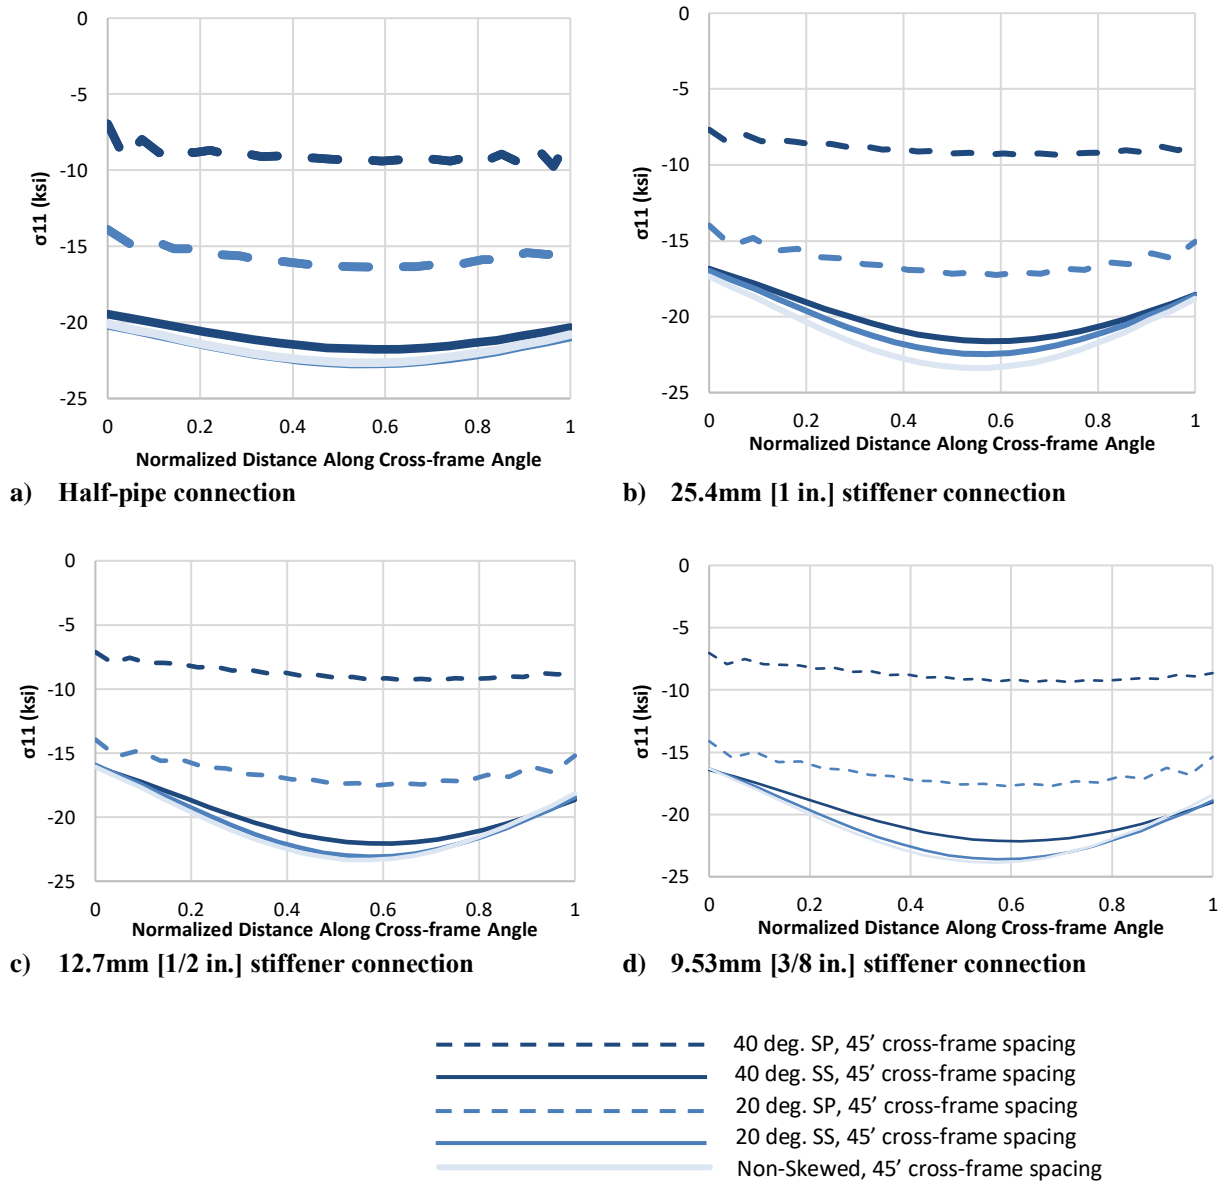 0
-5
-10
-15
-20
-25
σ11 (ksi)
0 0.2 0.4 0.6 0.8 1
Normalized Distance Along Cross-frame Angle
a) Half-pipe connection
0
-5
-10
-15
-20
-25
σ11 (ksi)
0 0.2 0.4 0.6 0.8 1
Normalized Distance Along Cross-frame Angle
b) 25.4mm [1 in.] stiffener connection
0
-5
-10
-15
-20
-25
σ11 (ksi)
0 0.2 0.4 0.6 0.8 1
Normalized Distance Along Cross-frame Angle
c) 12.7mm [1/2 in.] stiffener connection
0
-5
-10
-15
-20
-25
σ11 (ksi)
0 0.2 0.4 0.6 0.8 1
Normalized Distance Along Cross-frame Angle
d) 9.53mm [3/8 in.] stiffener connection
40 deg. SP, 45’ cross-frame spacing
40 deg. SS, 45’ cross-frame spacing
20 deg. SP, 45’ cross-frame spacing
20 deg. SS, 45’ cross-frame spacing
Non-Skewed, 45’ cross-frame spacing